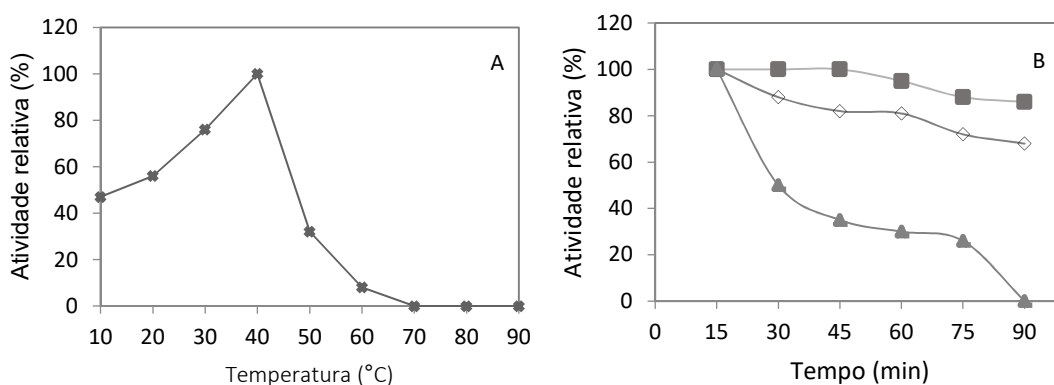 A
Atividade relativa (%)
120
100
80
60
40
20
0
10 20 30 40 50 60 70 80 90
Temperatura (°C)
B
Atividade relativa (%)
120
100
80
60
40
20
0
0 15 30 45 60 75 90
Tempo (min)